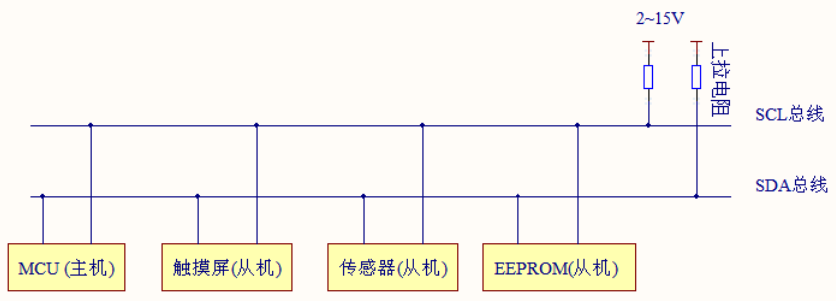 2~15V
上拉电阻
SCL总线
SDA总线
MCU (主机)
触摸屏(从机)
传感器(从机)
EEPROM(从机)